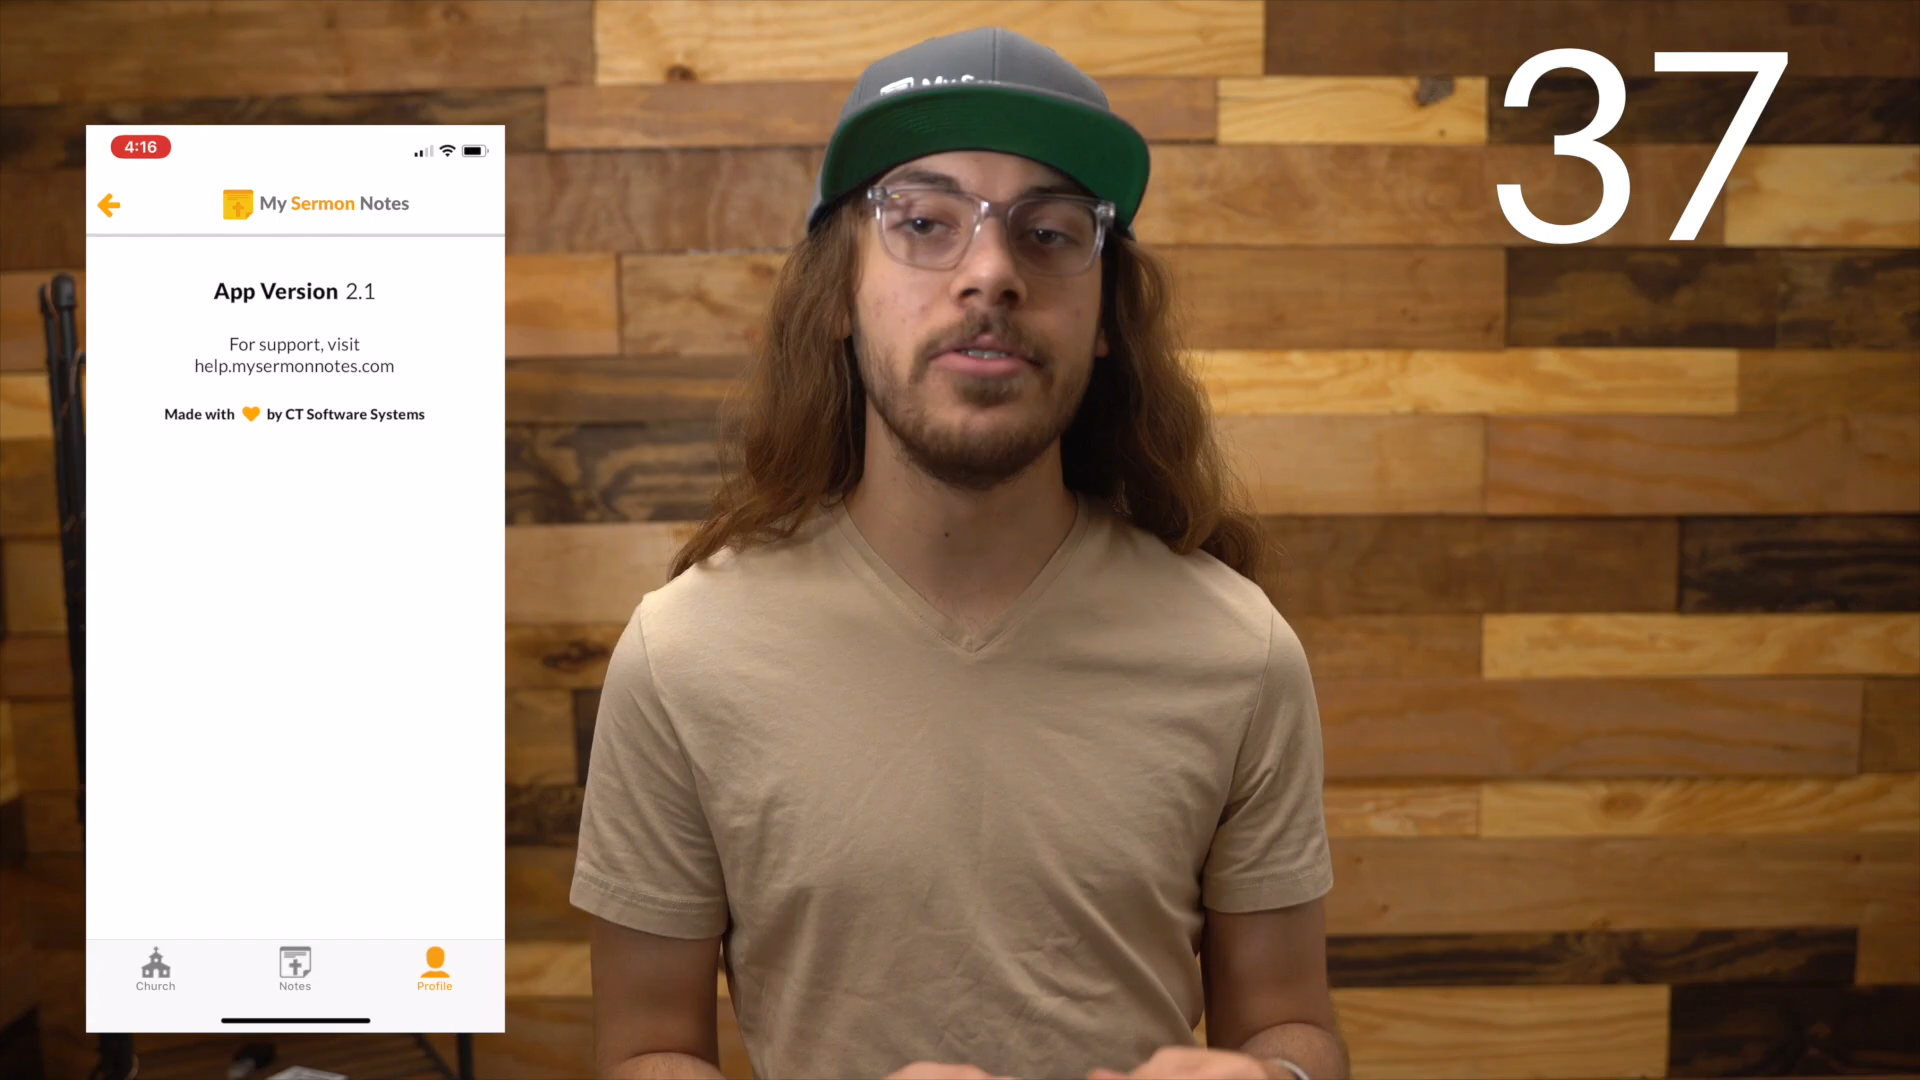 4:16
My Sermon Notes
App Version 2.1
For support, visit
help.mysermonnotes.com
Made with by CT Software Systems
Church
Notes
Profile
37
My